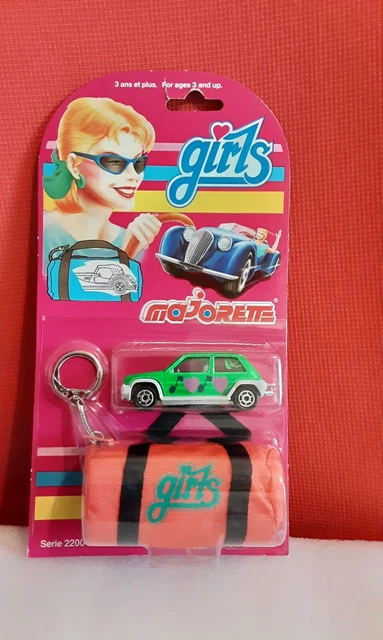 3 ans et plus. For ages 3 and up.
girls
MAJORETTE®
girls
Serie 2200